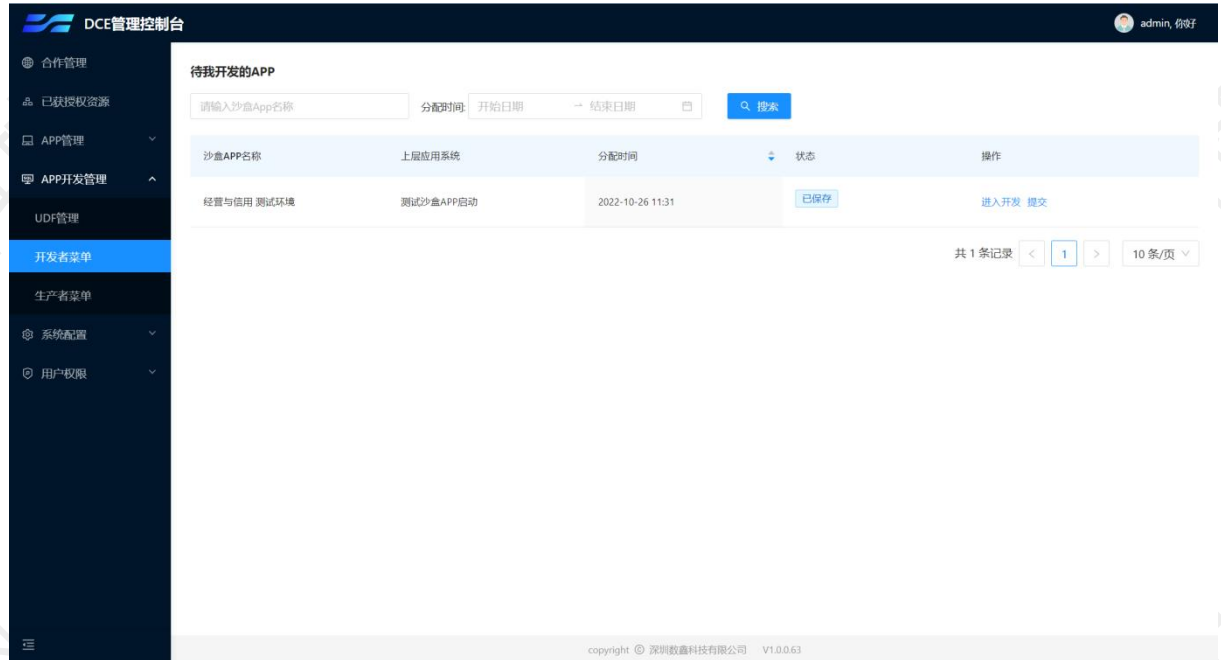 DCE管理控制台
admin, 你好
合作管理
已获授权资源
APP管理
APP开发管理
UDF管理
开发者菜单
生产者菜单
系统配置
用户权限
待我开发的APP
请输入沙盒App名称 分配时间: 开始日期 → 结束日期 搜索
沙盒APP名称 上层应用系统 分配时间 状态 操作
经营与信用 测试环境 测试沙盒APP启动 2022-10-26 11:31 已保存 进入开发 提交
共 1 条记录 < 1 > 10 条/页
copyright © 深圳数鑫科技有限公司 V1.0.0.63